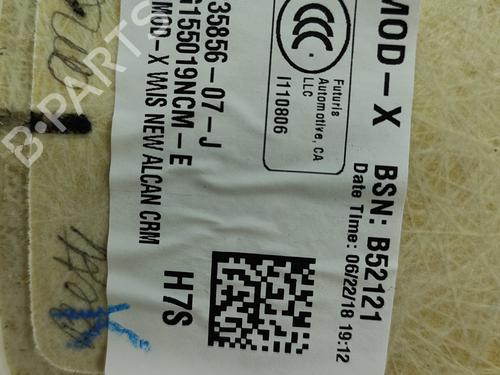 MOD-X
BSN: B52121
Date Time: 06/22/18 19:12
Futuris
Automotive, CA
LLC
I110806
35856-07-J
G155019NCM-E
MOD-X WMIS NEW ALCAN CRM
H7S
B-PARTS